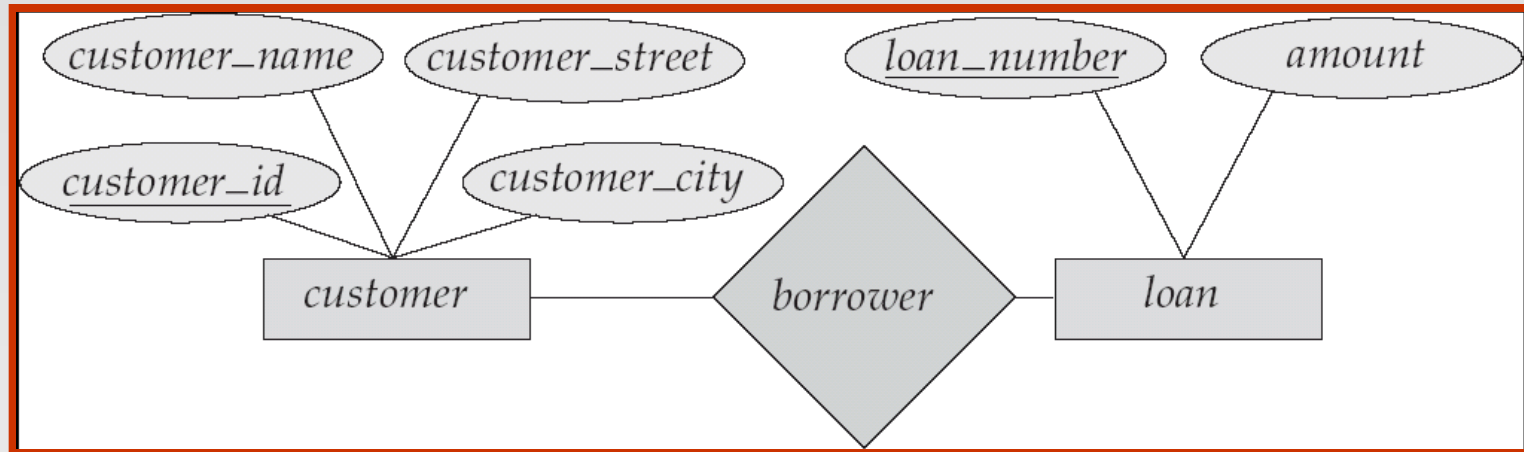 customer_name
customer_street
loan_number
amount
customer_id
customer_city
customer
borrower
loan